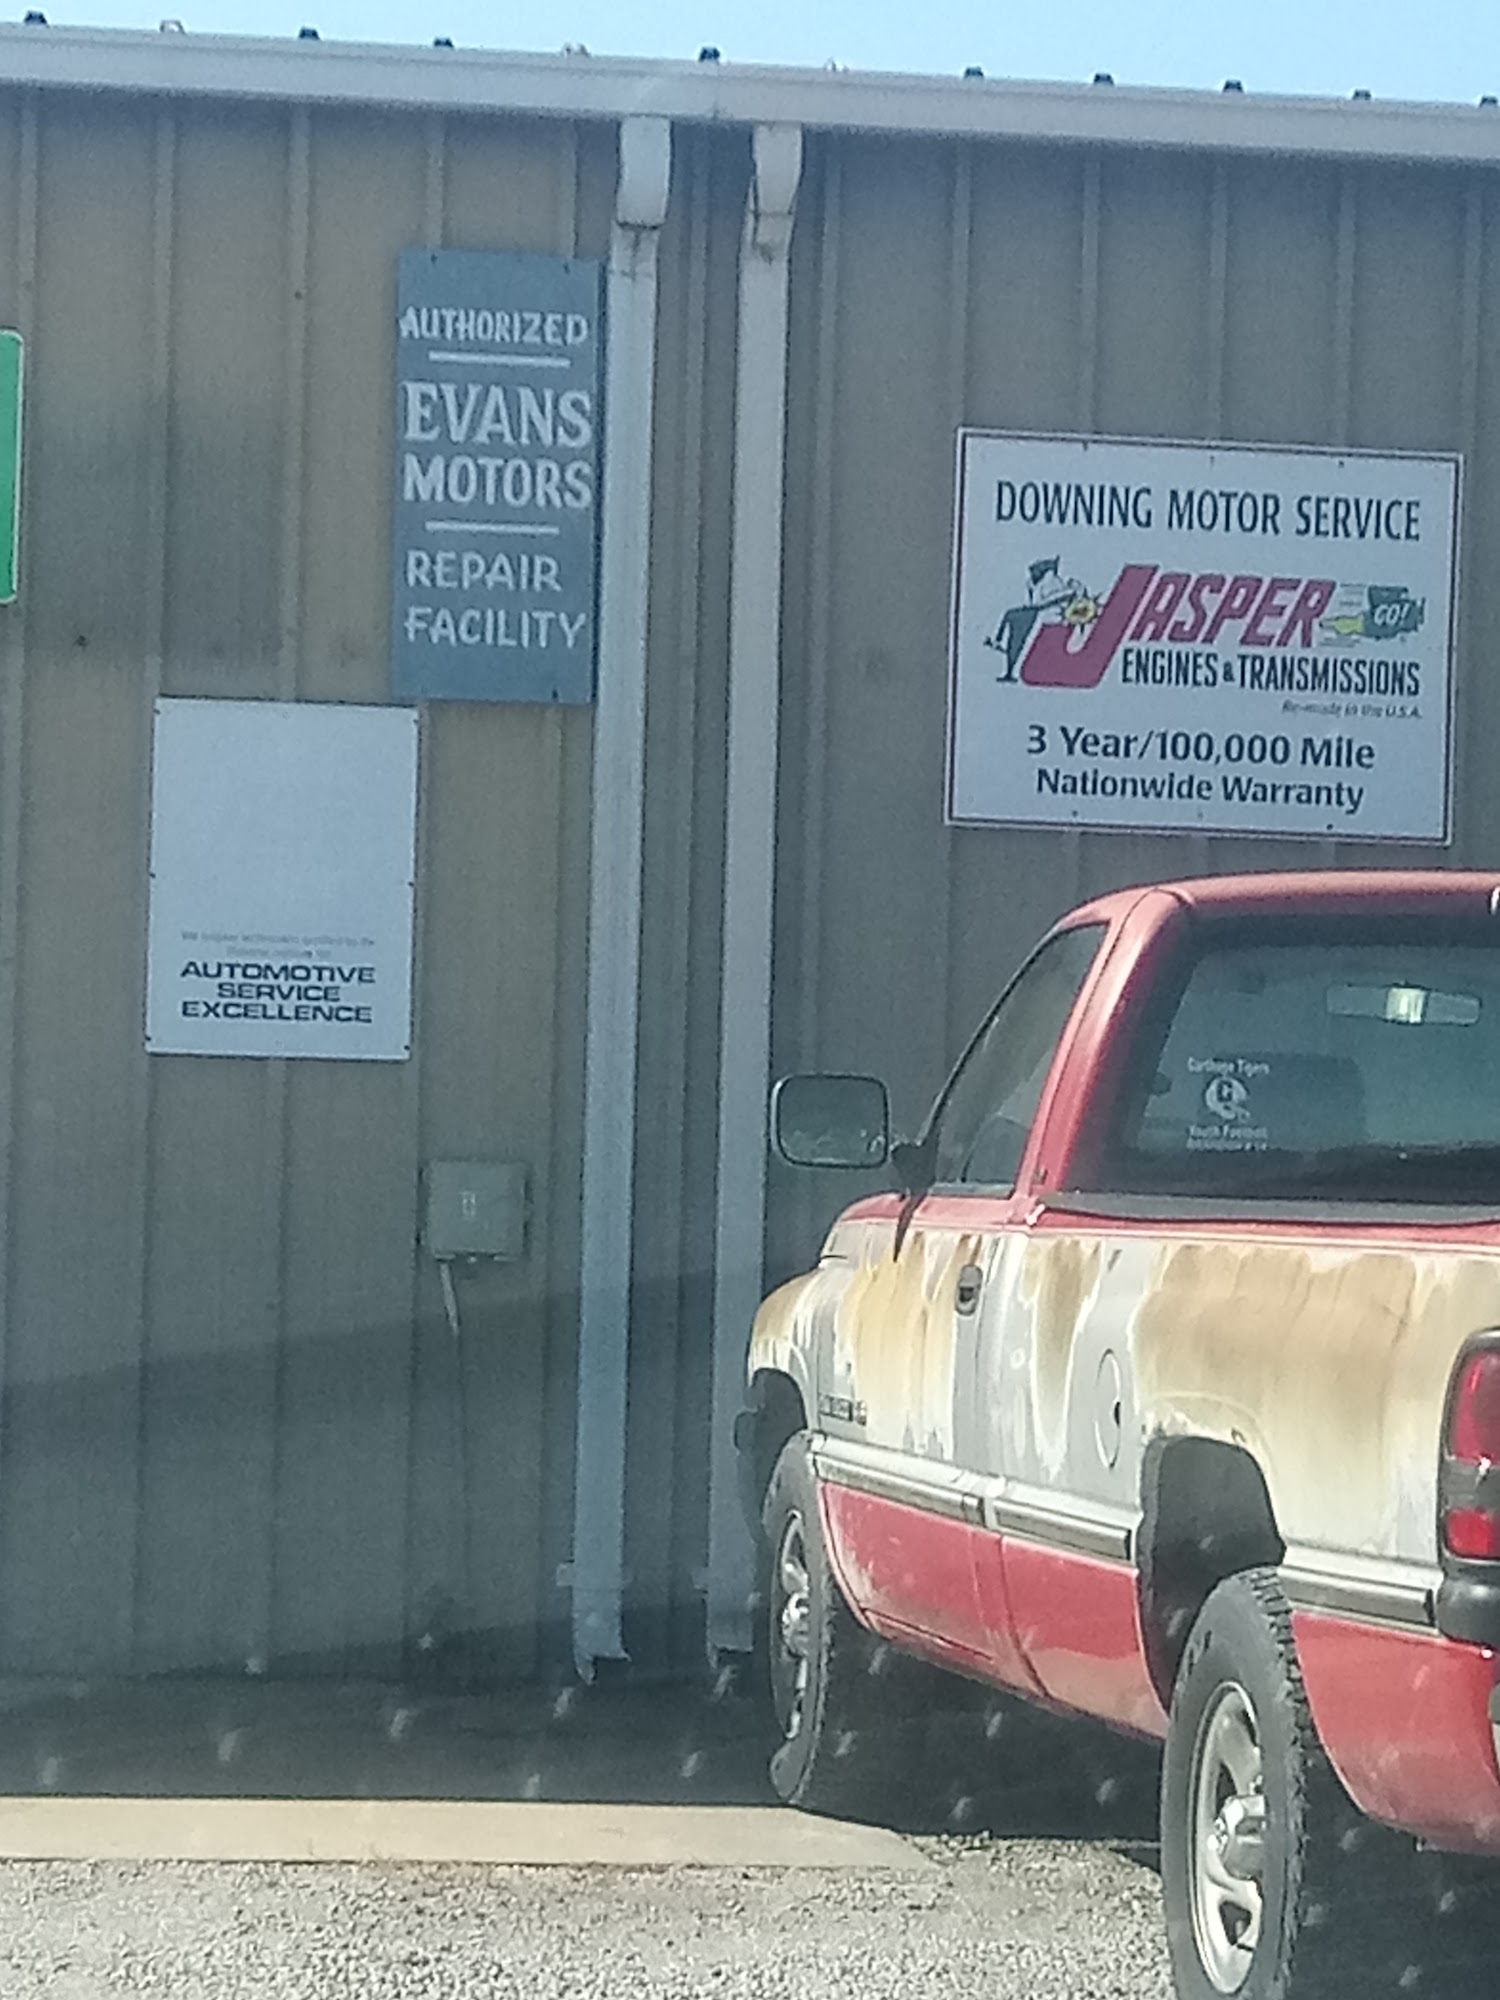 AUTHORIZED
EVANS
MOTORS
REPAIR
FACILITY
DOWNING MOTOR SERVICE
JASPER
GO!
ENGINES & TRANSMISSIONS
Re-made in the U.S.A.
3 Year/100,000 Mile
Nationwide Warranty
AUTOMOTIVE
SERVICE
EXCELLENCE
Carthage Tigers
Youth Football